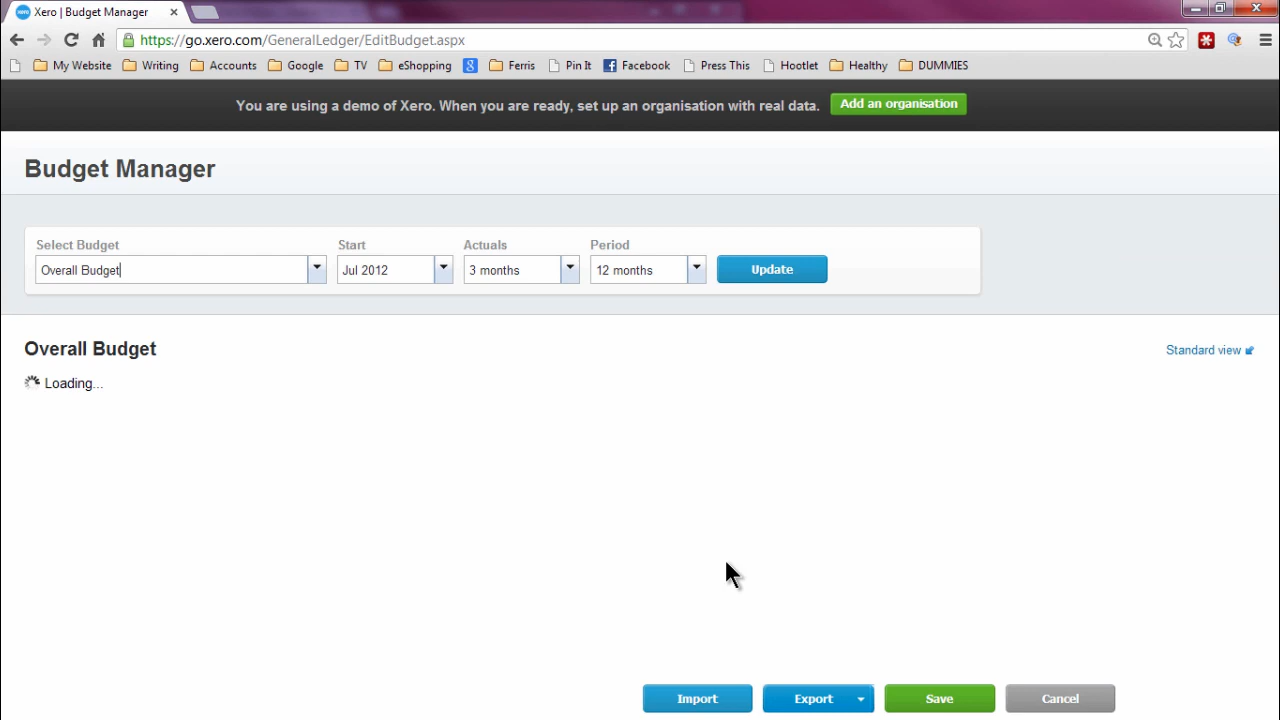 xero Xero | Budget Manager ×
https://go.xero.com/GeneralLedger/EditBudget.aspx
My Website Writing Accounts Google TV eShopping g Ferris Pin It f Facebook Press This Hootlet Healthy DUMMIES
You are using a demo of Xero. When you are ready, set up an organisation with real data. Add an organisation
Budget Manager
Select Budget Start Actuals Period
Overall Budget Jul 2012 3 months 12 months Update
Overall Budget Standard view
Loading...
Import Export Save Cancel